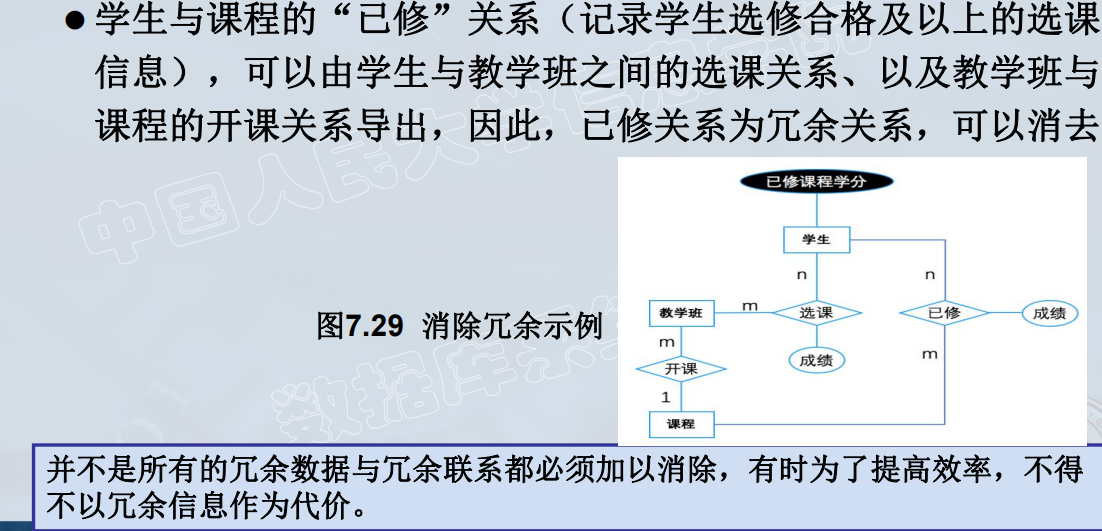 ●学生与课程的“已修”关系（记录学生选修合格及以上的选课
信息），可以由学生与教学班之间的选课关系、以及教学班与
课程的开课关系导出，因此，已修关系为冗余关系，可以消去
已修课程学分
学生
n
n
教学班
m
选课
已修
成绩
m
成绩
m
开课
1
课程
图7.29 消除冗余示例
并不是所有的冗余数据与冗余联系都必须加以消除，有时为了提高效率，不得
不以冗余信息作为代价。